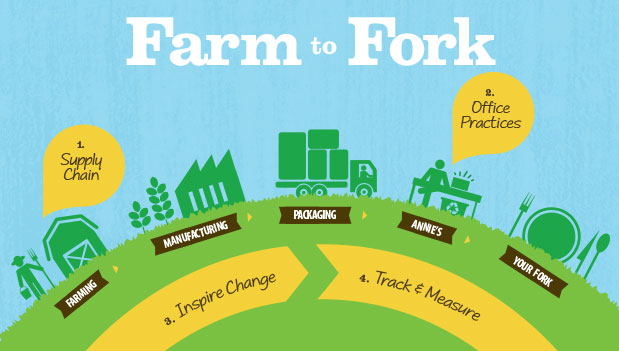 Farm to Fork
1.
Supply
Chain
2.
Office
Practices
FARMING
MANUFACTURING
PACKAGING
ANNIE'S
YOUR FORK
3. Inspire Change
4. Track & Measure